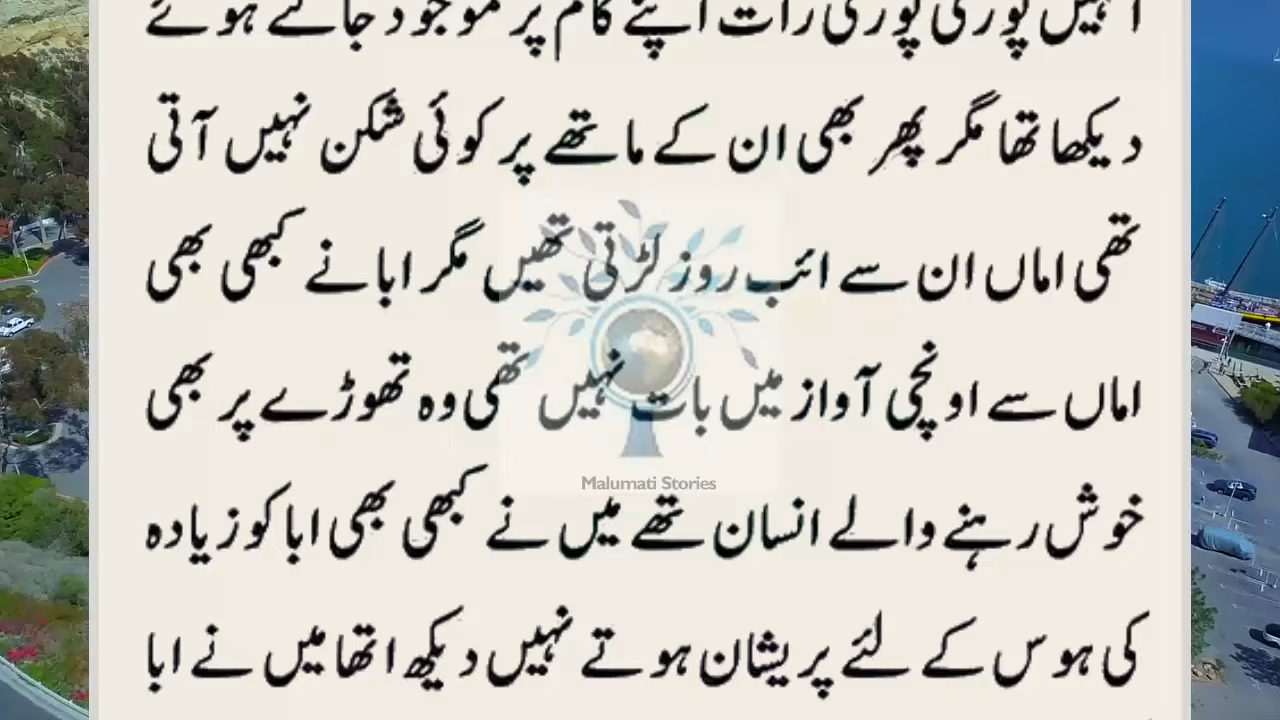 انہیں پوری پوری رات اپنے کام پر موجود جاتے ہوئے
دیکھا تھا مگر پھر بھی ان کے ماتھے پر کوئی شکن نہیں آتی
تھی اماں ان سے ائب روز لڑتی تھیں مگر ابا نے کبھی بھی
اماں سے اونچی آواز میں بات نہیں تھی وہ تھوڑے پر بھی
خوش رہنے والے انسان تھے میں نے کبھی بھی ابا کو زیادہ
کی ہوس کے لئے پریشان ہوتے نہیں دیکھ اتھا میں نے ابا
Malumati Stories